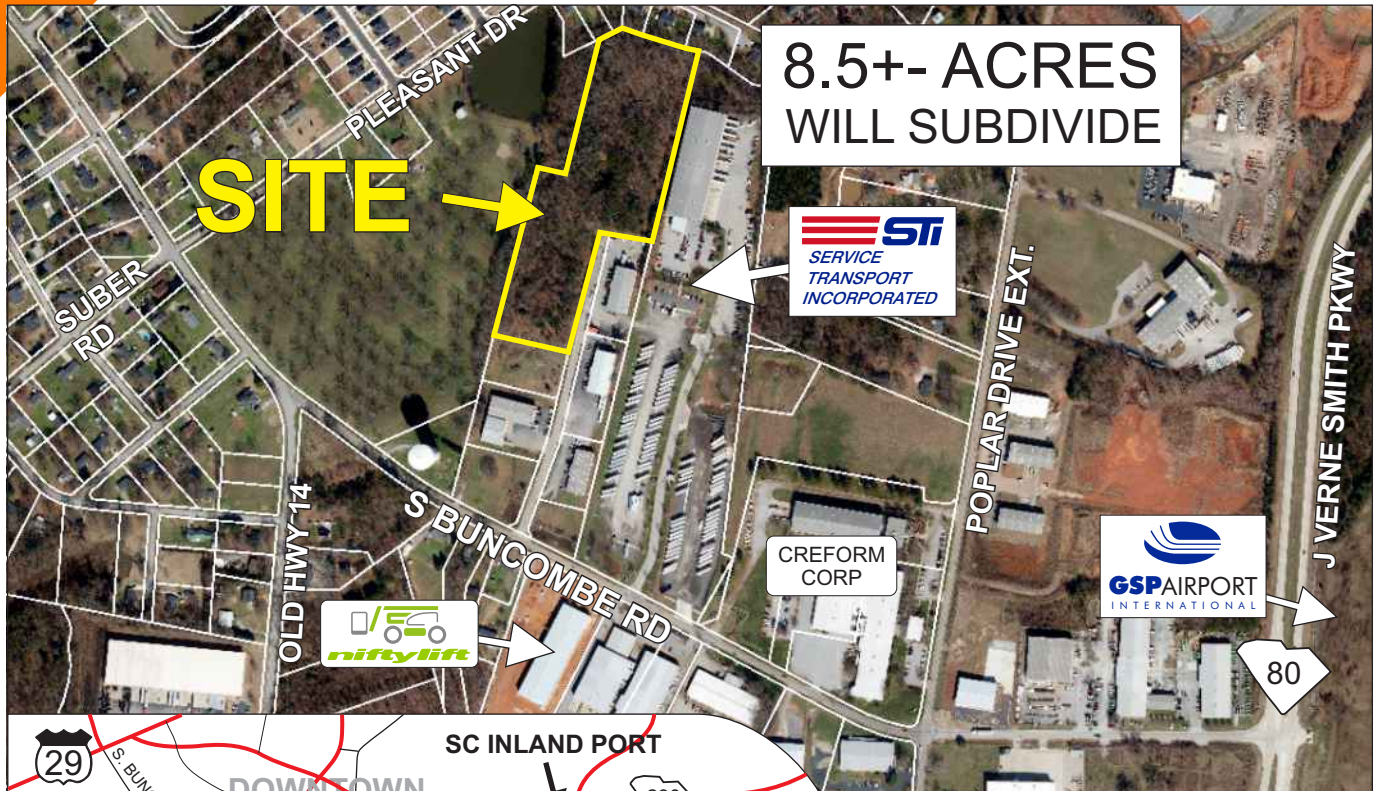 8.5+- ACRES
WILL SUBDIVIDE
PLEASANT DR
SITE
STi
SERVICE
TRANSPORT
INCORPORATED
SUBER
RD
POPLAR DRIVE EXT.
J VERNE SMITH PKWY
OLD HWY 14
S BUNCOMBE RD
CREFORM
CORP
GSPAIRPORT
INTERNATIONAL
niftylift
80
29
SC INLAND PORT
DOWNTOWN